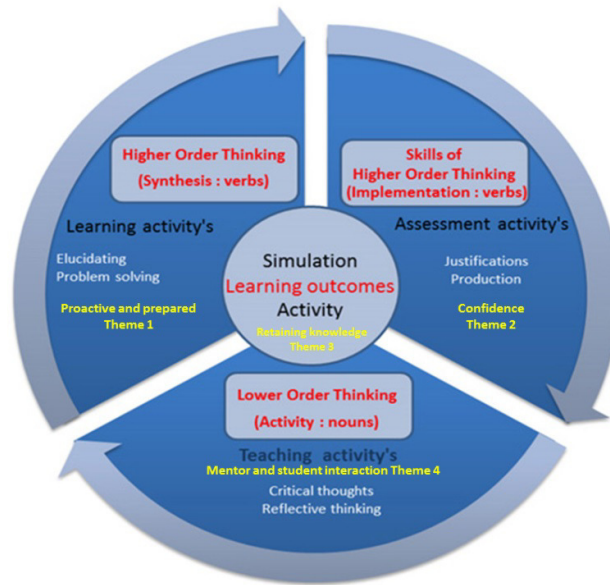 Higher Order Thinking
(Synthesis : verbs)
Learning activity's
Elucidating
Problem solving
Proactive and prepared
Theme 1
Skills of
Higher Order Thinking
(Implementation : verbs)
Assessment activity's
Justifications
Production
Confidence
Theme 2
Simulation
Learning outcomes
Activity
Retaining knowledge
Theme 3
Lower Order Thinking
(Activity : nouns)
Teaching activity's
Mentor and student interaction Theme 4
Critical thoughts
Reflective thinking